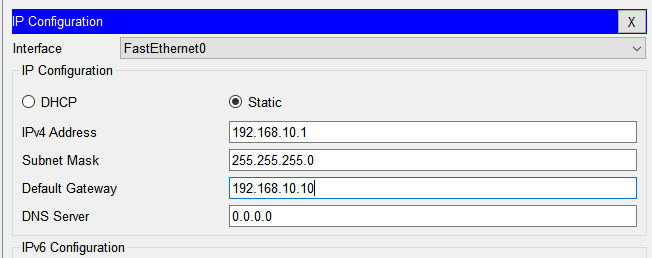 IP Configuration X
Interface FastEthernet0
IP Configuration
DHCP Static
IPv4 Address 192.168.10.1
Subnet Mask 255.255.255.0
Default Gateway 192.168.10.10
DNS Server 0.0.0.0
IPv6 Configuration